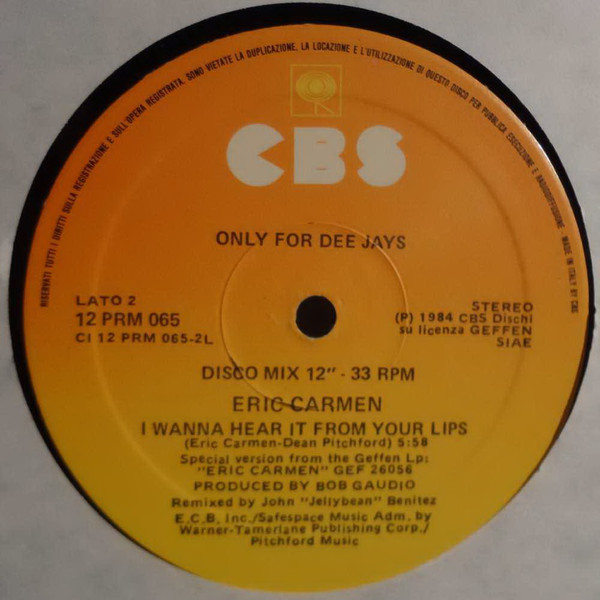 RISERVATI TUTTI I DIRITTI SULLA REGISTRAZIONE E SULL'OPERA REGISTRATA, SONO VIETATE LA DUPLICAZIONE, LA LOCAZIONE E L'UTILIZZAZIONE DI QUESTO DISCO PER PUBBLICA ESECUZIONE E RADIODIFFUSIONE. MADE IN ITALY BY CBS
CBS
ONLY FOR DEE JAYS
LATO 2
12 PRM 065
CI 12 PRM 065-2L
STEREO
(P) 1984 CBS Dischi
su licenza GEFFEN
SIAE
DISCO MIX 12" - 33 RPM
ERIC CARMEN
I WANNA HEAR IT FROM YOUR LIPS
(Eric Carmen-Dean Pitchford) 5:58
Special version from the Geffen Lp:
"ERIC CARMEN" GEF 26056
PRODUCED BY BOB GAUDIO
Remixed by John "Jellybean" Benitez
E.C.B. Inc./Safespace Music Adm. by
Warner-Tamerlane Publishing Corp./
Pitchford Music